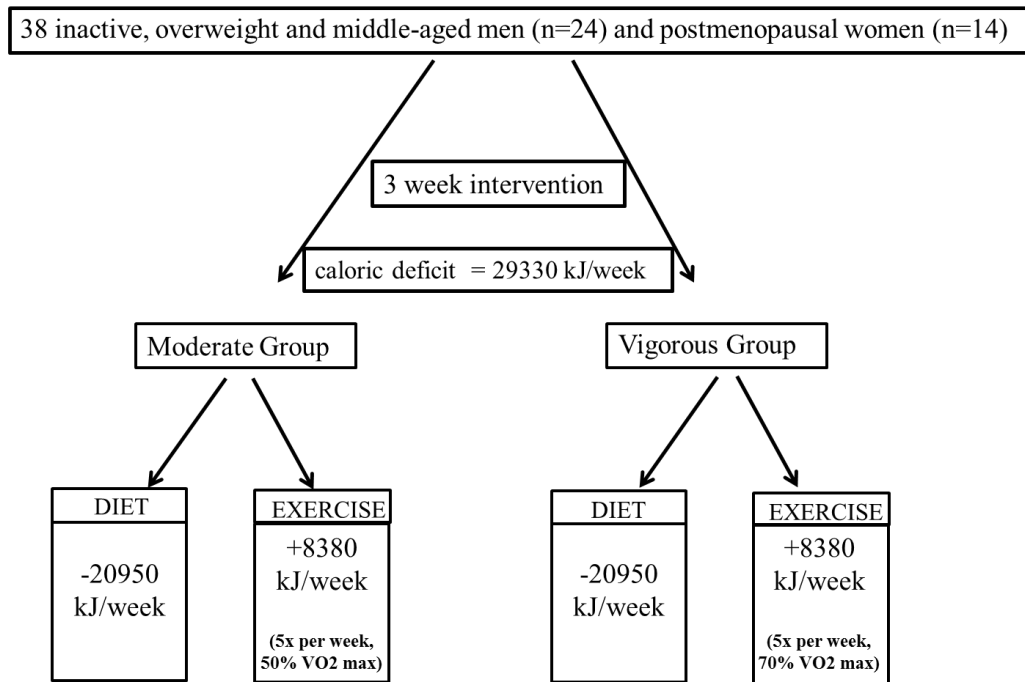 38 inactive, overweight and middle-aged men (n=24) and postmenopausal women (n=14)
3 week intervention
caloric deficit = 29330 kJ/week
Moderate Group
Vigorous Group
DIET
-20950
kJ/week
EXERCISE
+8380
kJ/week
(5x per week,
50% VO2 max)
DIET
-20950
kJ/week
EXERCISE
+8380
kJ/week
(5x per week,
70% VO2 max)